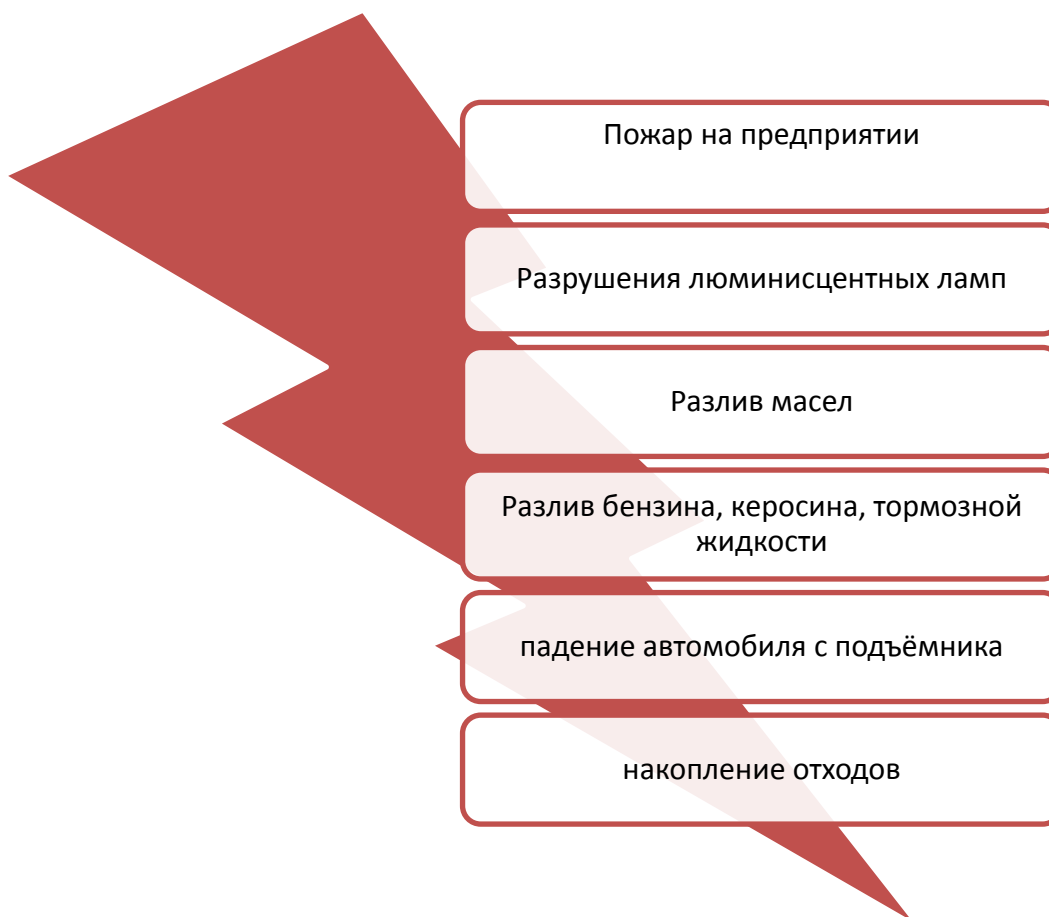 Пожар на предприятии
Разрушения люминисцентных ламп
Разлив масел
Разлив бензина, керосина, тормозной
жидкости
падение автомобиля с подъёмника
накопление отходов